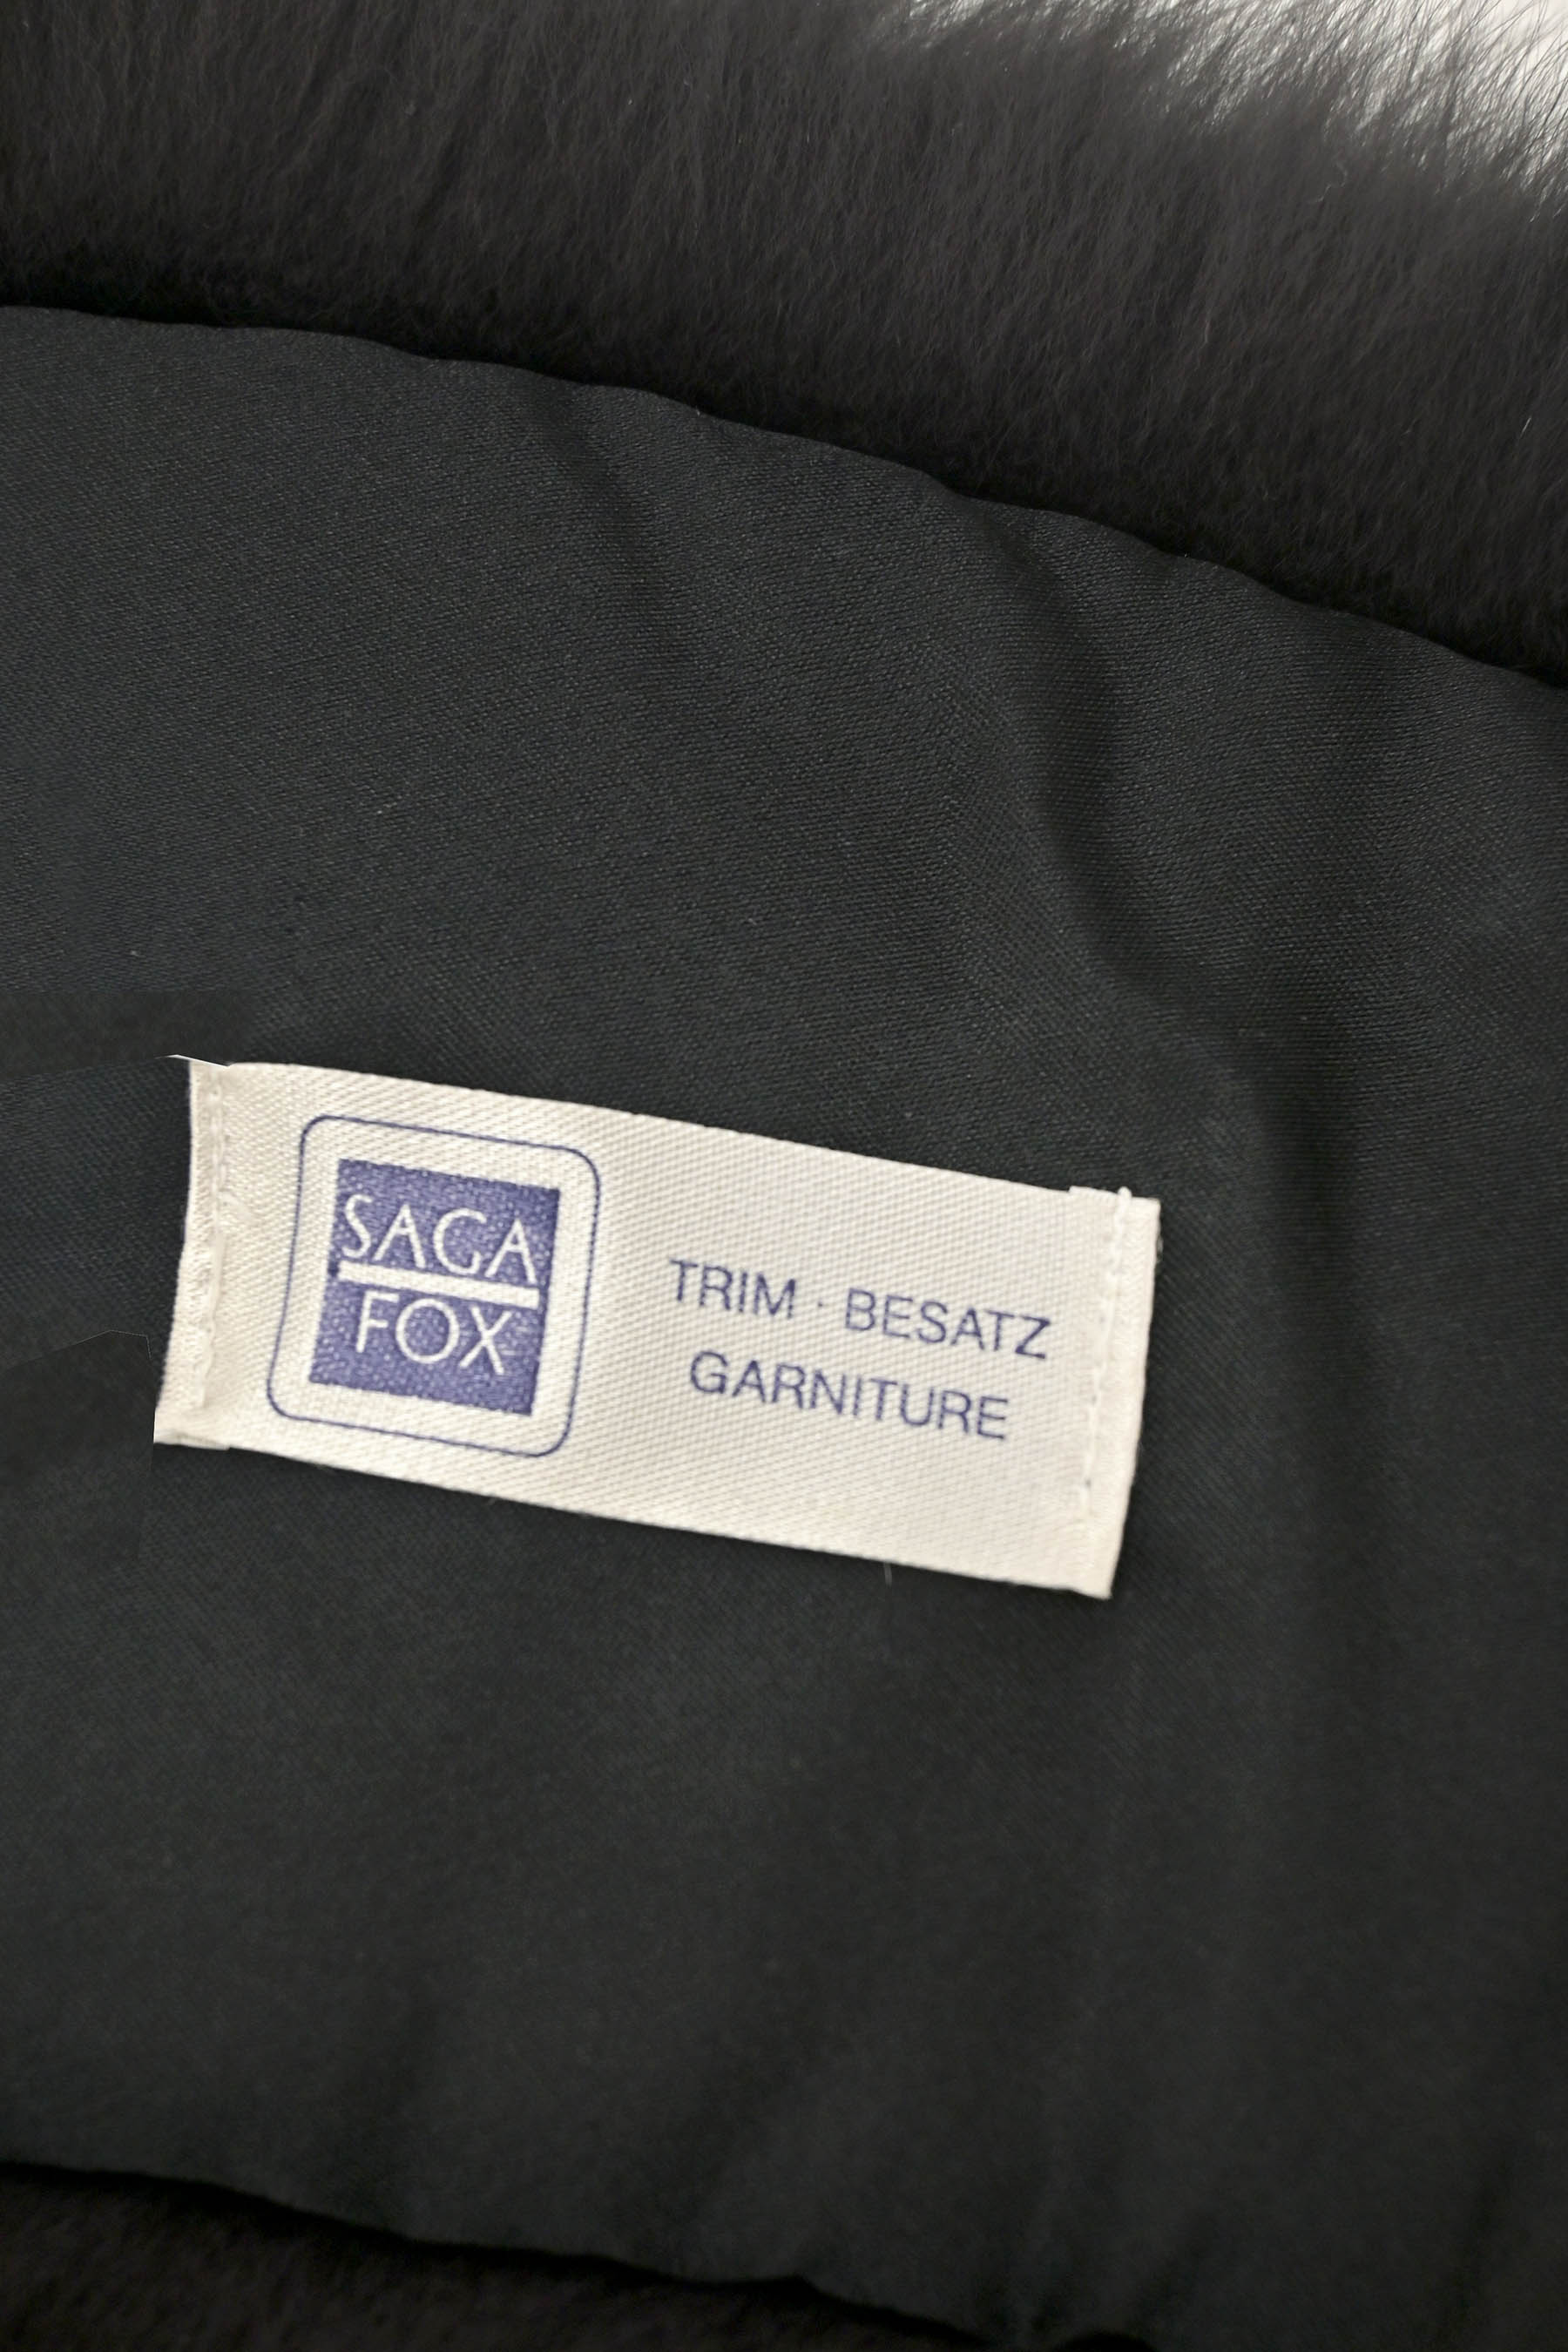 SAGA
FOX
TRIM · BESATZ
GARNITURE